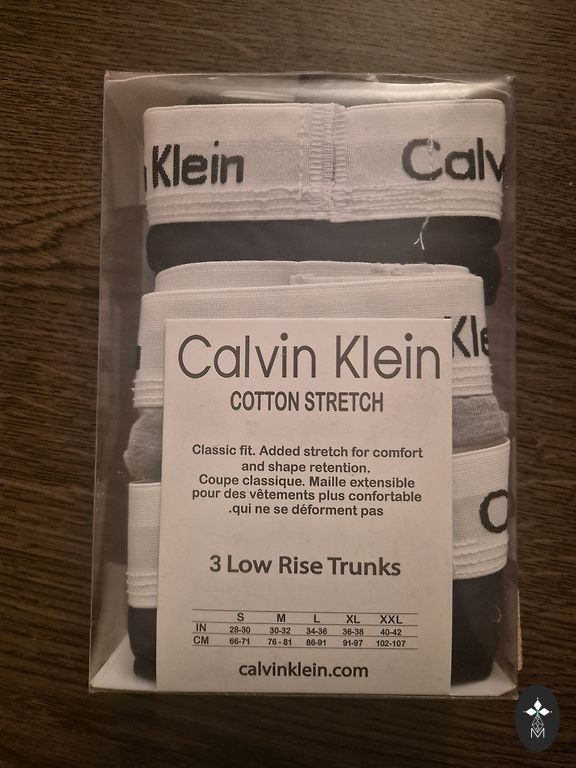 Klein
Calv
Kle
Calvin Klein
COTTON STRETCH
Classic fit. Added stretch for comfort
and shape retention.
Coupe classique. Maille extensible
pour des vêtements plus confortable
.qui ne se déforment pas
3 Low Rise Trunks
S M L XL XXL
IN 28-30 30-32 34-36 36-38 40-42
CM 66-71 76 - 81 86-91 91-97 102-107
calvinklein.com
M